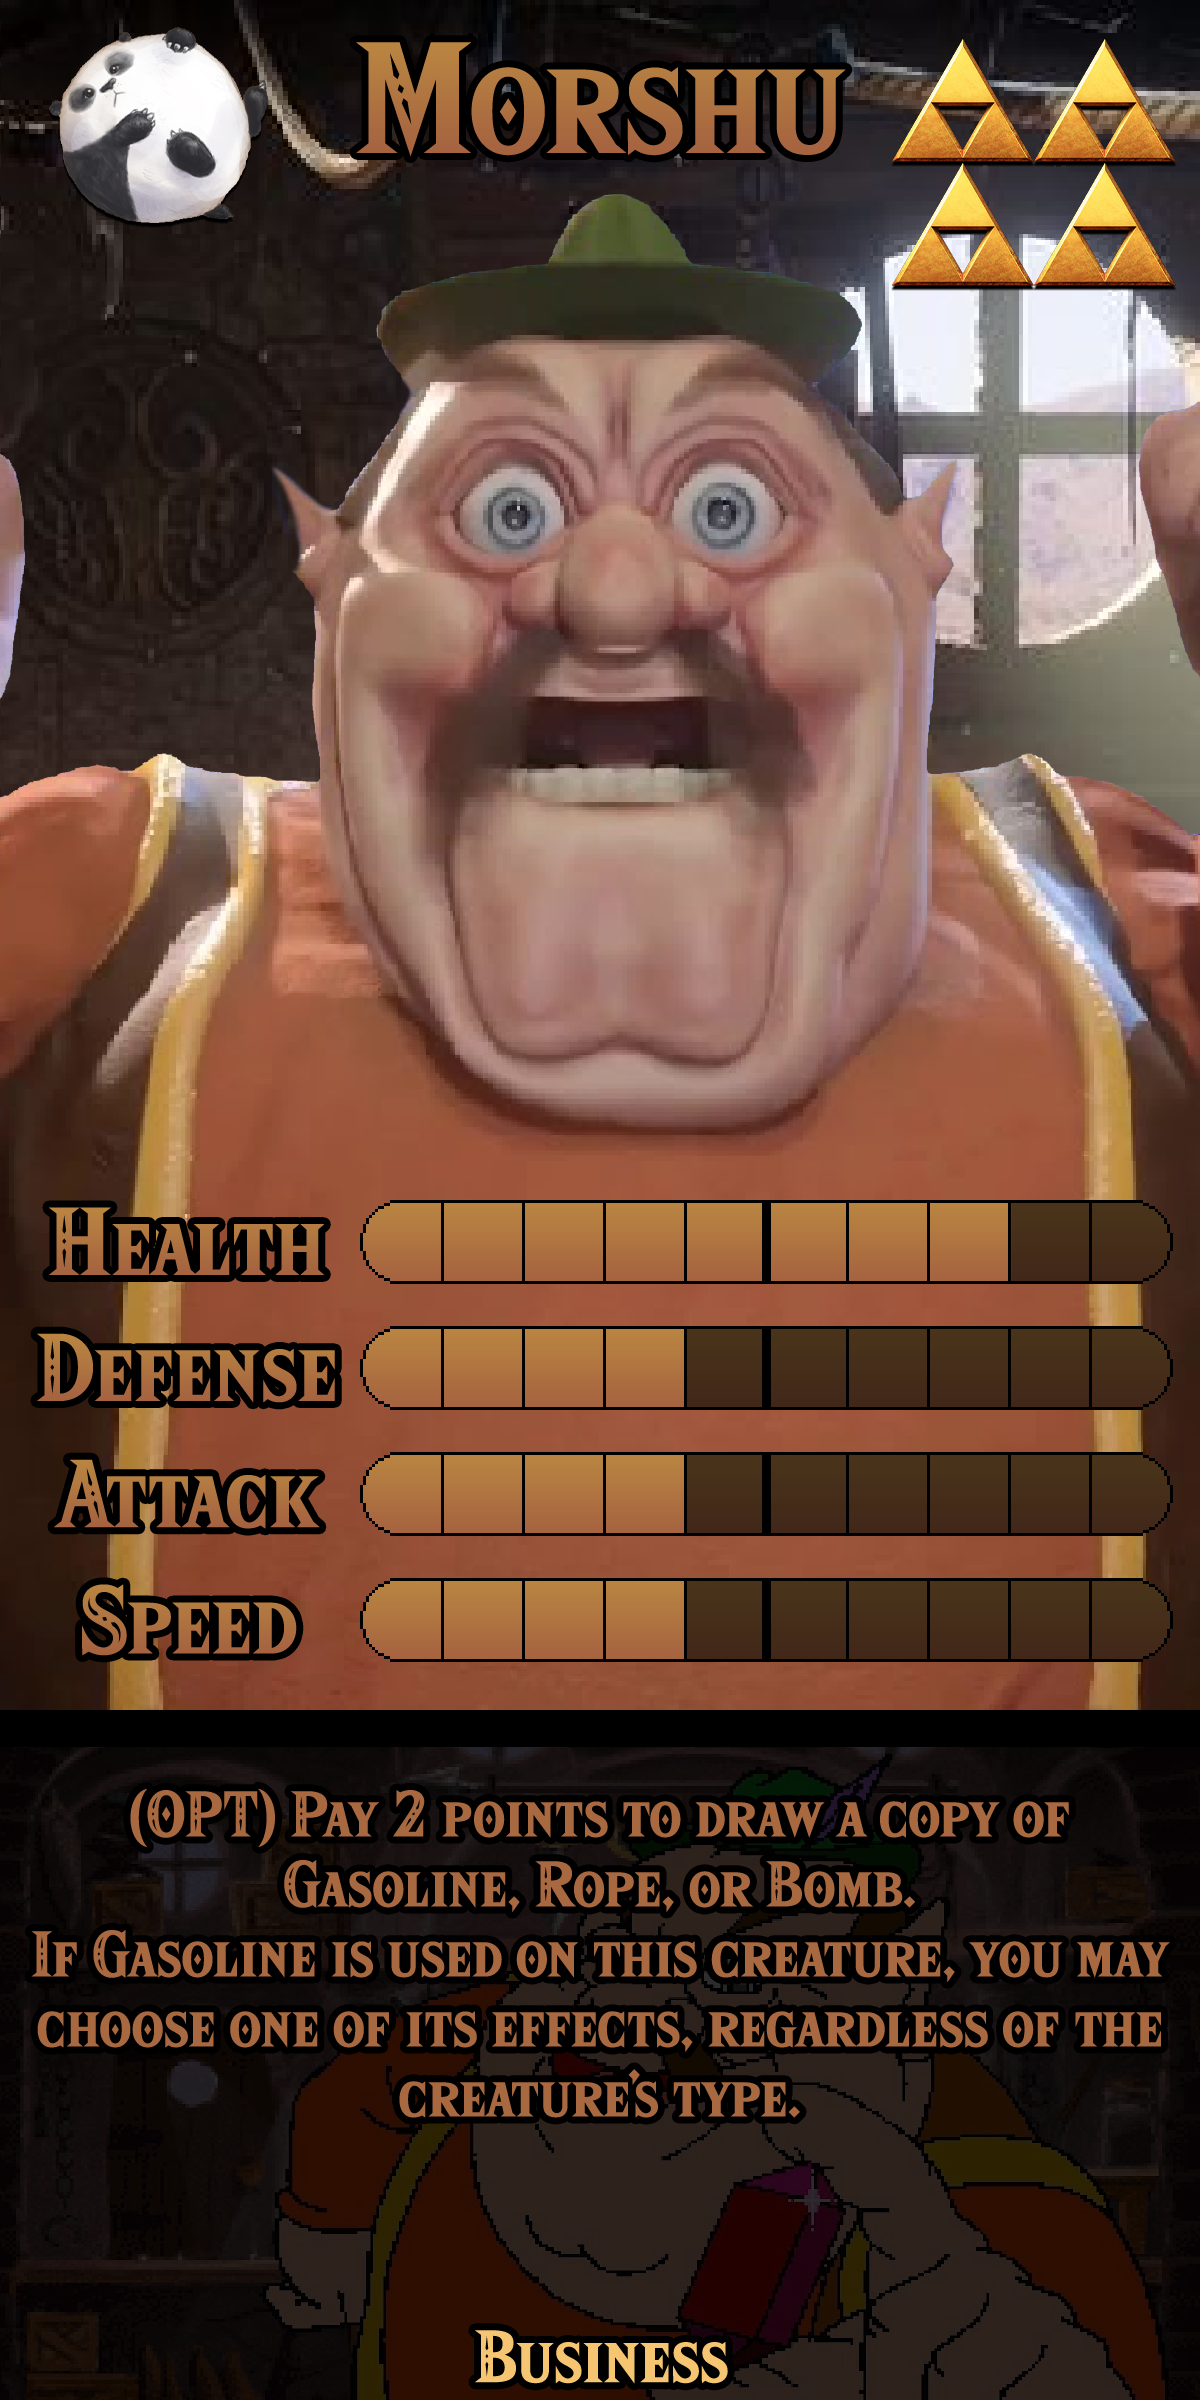 Morshu
Health
Defense
Attack
Speed
(OPT) Pay 2 points to draw a copy of
Gasoline, Rope, or Bomb.
If Gasoline is used on this creature, you may
choose one of its effects, regardless of the
creature's type.
Business